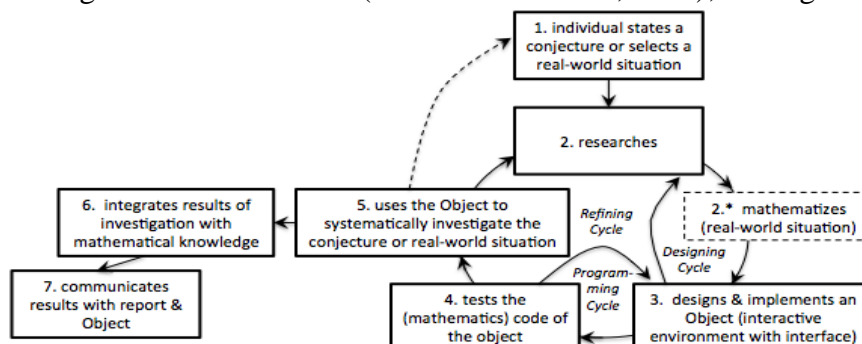 1. individual states a
conjecture or selects a
real-world situation
2. researches
2.* mathematizes
(real-world situation)
6. integrates results of
investigation with
mathematical knowledge
5. uses the Object to
systematically investigate the
conjecture or real-world situation
Refining
Cycle
Designing
Cycle
Programm-
ming
Cycle
7. communicates
results with report &
Object
4. tests the
(mathematics) code of
the object
3. designs & implements an
Object (interactive
environment with interface)